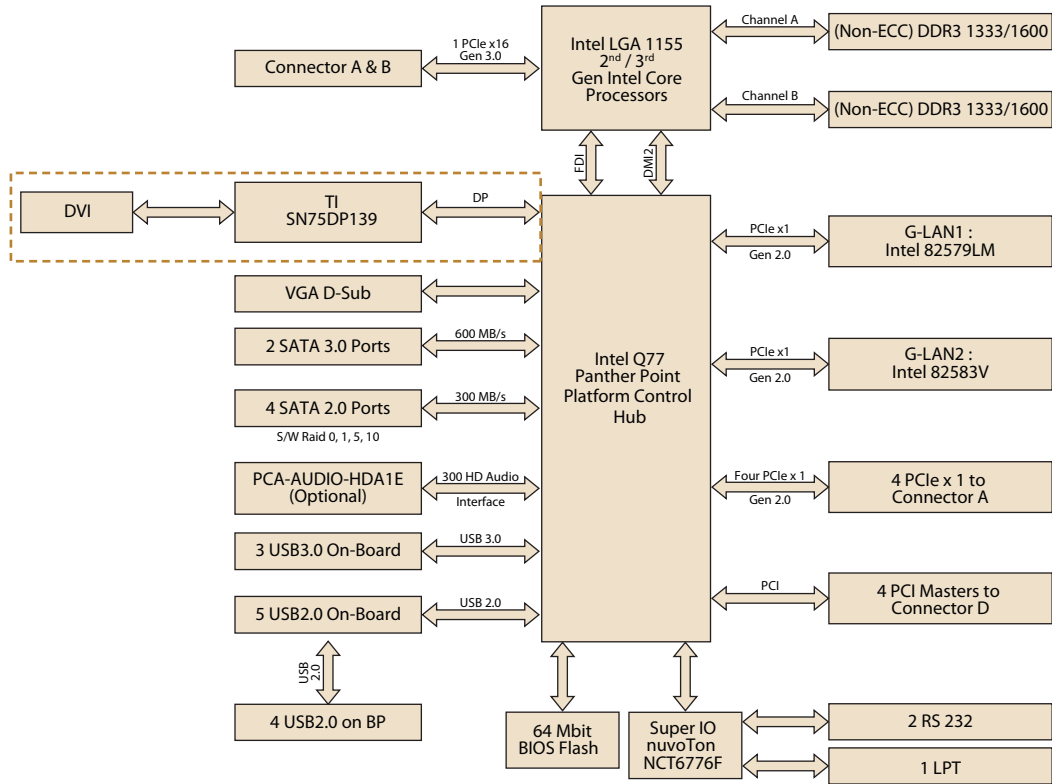 Channel A
(Non-ECC) DDR3 1333/1600
1 PCIe x16
Gen 3.0
Connector A & B
Intel LGA 1155
2nd / 3rd
Gen Intel Core
Processors
Channel B
(Non-ECC) DDR3 1333/1600
FDI
DMI2
DVI
TI
SN75DP139
DP
PCIe x1
Gen 2.0
G-LAN1 :
Intel 82579LM
VGA D-Sub
2 SATA 3.0 Ports
600 MB/s
Intel Q77
Panther Point
Platform Control
Hub
PCIe x1
Gen 2.0
G-LAN2 :
Intel 82583V
4 SATA 2.0 Ports
300 MB/s
S/W Raid 0, 1, 5, 10
PCA-AUDIO-HDA1E
(Optional)
300 HD Audio
Interface
Four PCIe x 1
Gen 2.0
4 PCIe x 1 to
Connector A
3 USB3.0 On-Board
USB 3.0
5 USB2.0 On-Board
USB 2.0
PCI
4 PCI Masters to
Connector D
USB
2.0
4 USB2.0 on BP
64 Mbit
BIOS Flash
Super IO
nuvoTon
NCT6776F
2 RS 232
1 LPT